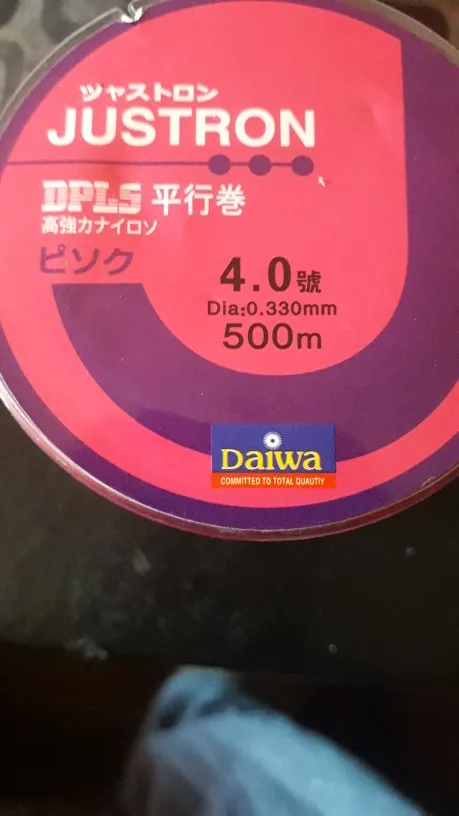 ツャストロン
JUSTRON
DPLS 平行巻
高強カナイロソ
ピソク
4.0號
Dia:0.330mm
500m
DAIWA
COMMITTED TO TOTAL QUAUTIY